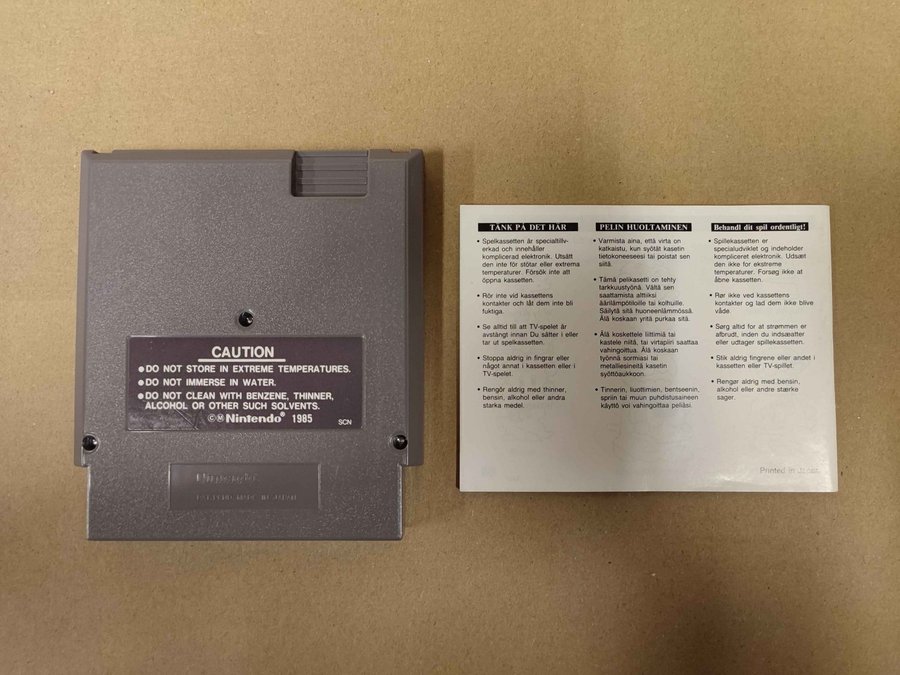 CAUTION
●DO NOT STORE IN EXTREME TEMPERATURES.
●DO NOT IMMERSE IN WATER.
●DO NOT CLEAN WITH BENZENE, THINNER,
ALCOHOL OR OTHER SUCH SOLVENTS.
©Ⓜ Nintendo® 1985
SCN
Nintendo
MADE IN JAPAN
TÄNK PÅ DET HÄR
• Spelkassetten är specialtillv-
erkad och innehåller
komplicerad elektronik. Utsätt
den inte för stötar eller extrema
temperaturer. Försök inte att
öppna kassetten.
• Rör inte vid kassettens
kontakter och låt dem inte bli
fuktiga.
• Se alltid till att TV-spelet är
avstängt innan Du sätter i eller
tar ut spelkassetten.
• Stoppa aldrig in fingrar eller
något annat i kassetten eller i
TV-spelet.
• Rengör aldrig med thinner,
bensin, alkohol eller andra
starka medel.
PELIN HUOLTAMINEN
• Varmista aina, että virta on
katkaistu, kun syötät kasetin
tietokoneeseesi tai poistat sen
siitä.
• Tämä pelikasetti on tehty
tarkkuustyönä. Vältä sen
saattamista alttiiksi
äärilämpötiloille tai kolhuille.
Säilytä sitä huoneenlämmössä.
Älä koskaan yritä purkaa sitä.
• Älä koskettele liittimiä tai
kastele niitä, tai virtapiiri saattaa
vahingoittua. Älä koskaan
työnnä sormiasi tai
metalliesineitä kasetin
syöttöaukkoon.
• Tinnerin, liuottimien, bentseenin,
spriin tai muun puhdistusaineen
käyttö voi vahingoittaa peliäsi.
Behandl dit spil ordentligt!
• Spillekassetten er
specialudviklet og indeholder
kompliceret elektronik. Udsæt
den ikke for ekstreme
temperaturer. Forsøg ikke at
åbne kassetten.
• Rør ikke ved kassettens
kontakter og lad dem ikke blive
våde.
• Sørg altid for at strømmen er
afbrudt, inden du indsæatter
eller udtager spillekassetten.
• Stik aldrig fingrene eller andet i
kassetten eller TV-spillet.
• Rengør aldrig med bensin,
alkohol eller andre stærke
sager.
Printed in Japan